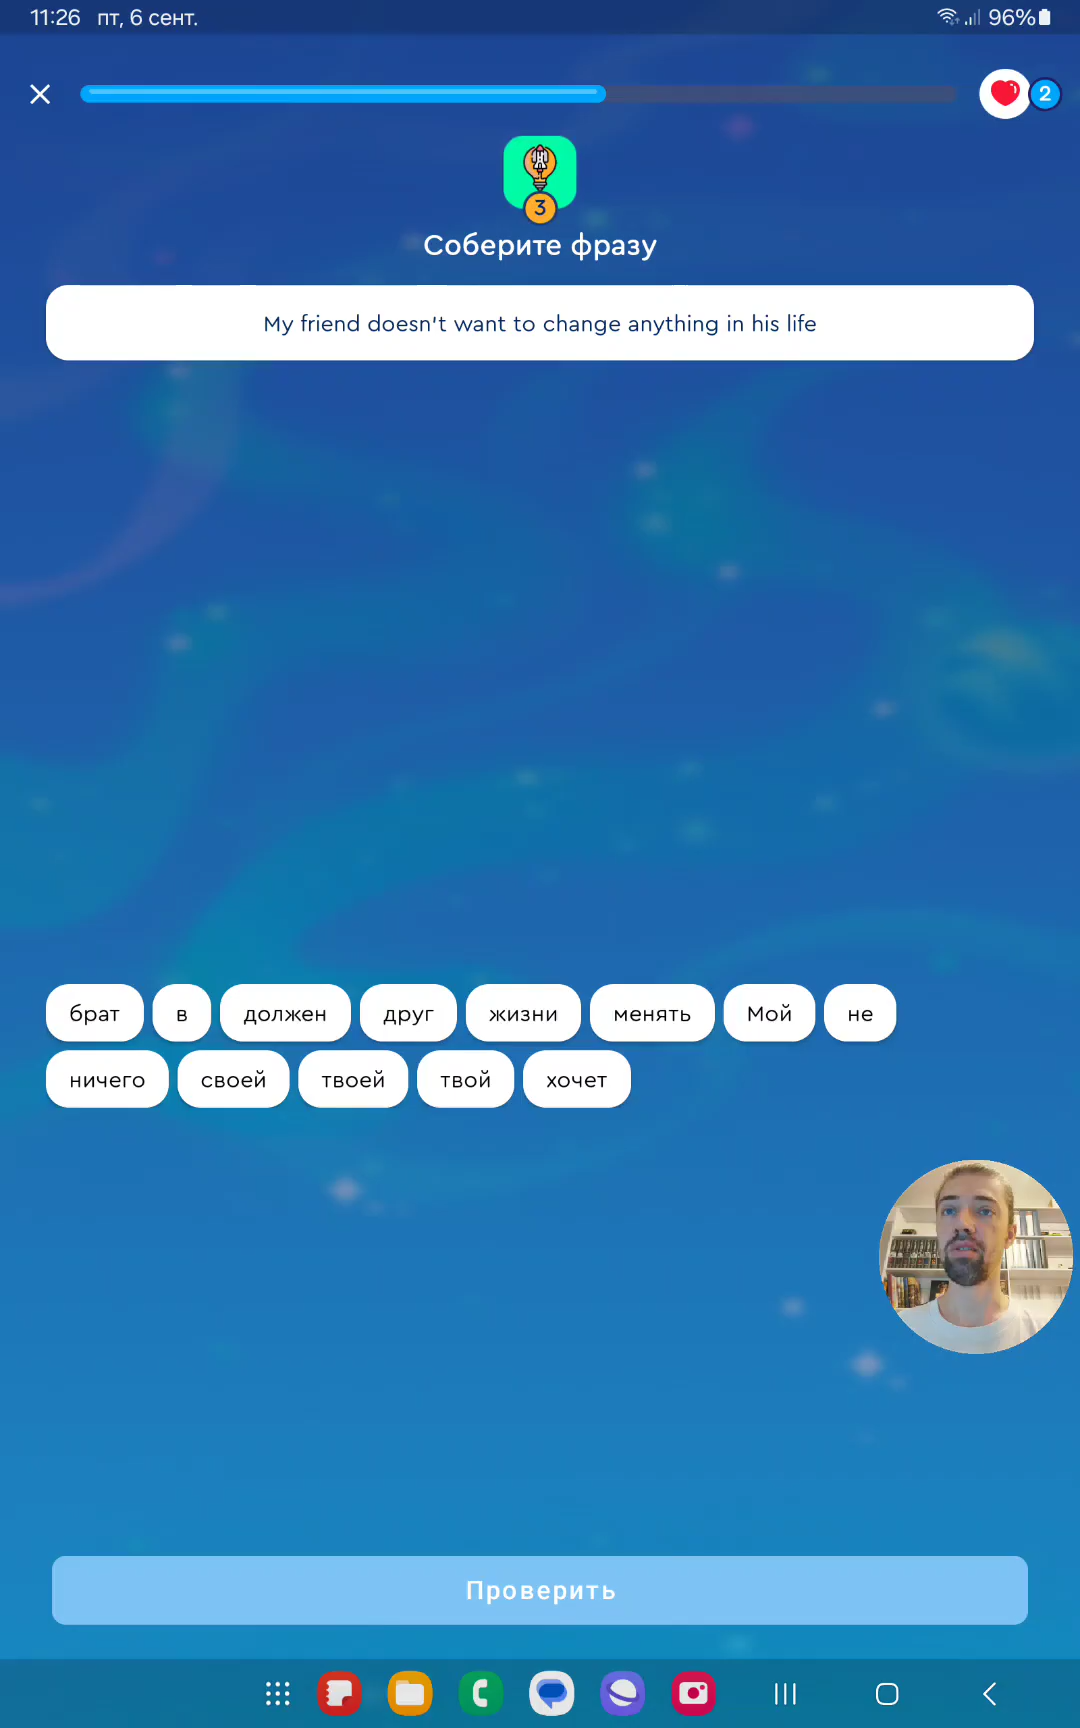 11:26 пт, 6 сент. 96%
2
3
Соберите фразу
My friend doesn't want to change anything in his life
брат в должен друг жизни менять Мой не
ничего своей твоей твой хочет
Проверить